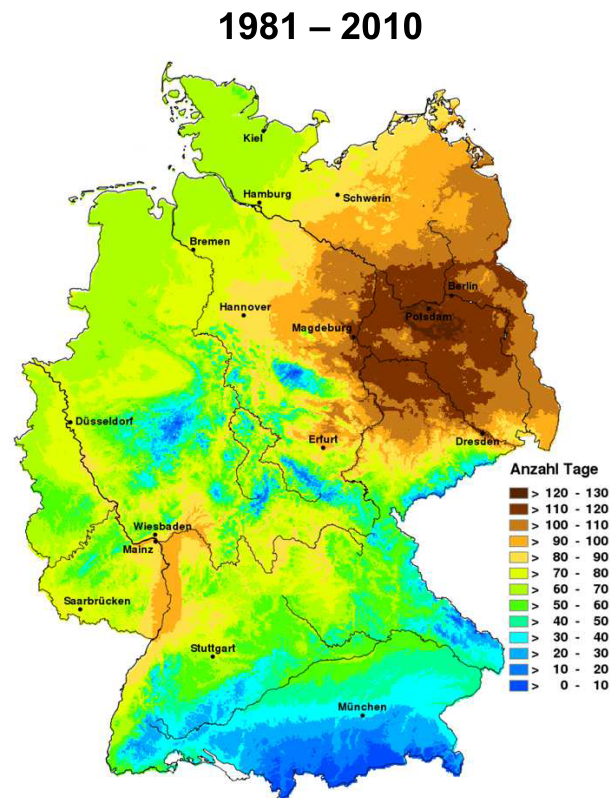 1981 – 2010
Kiel
Hamburg
Schwerin
Bremen
Berlin
Hannover
Potsdam
Magdeburg
Düsseldorf
Erfurt
Dresden
Anzahl Tage
> 120 - 130
> 110 - 120
> 100 - 110
> 90 - 100
> 80 - 90
> 70 - 80
> 60 - 70
> 50 - 60
> 40 - 50
> 30 - 40
> 20 - 30
> 10 - 20
> 0 - 10
Wiesbaden
Mainz
Saarbrücken
Stuttgart
München